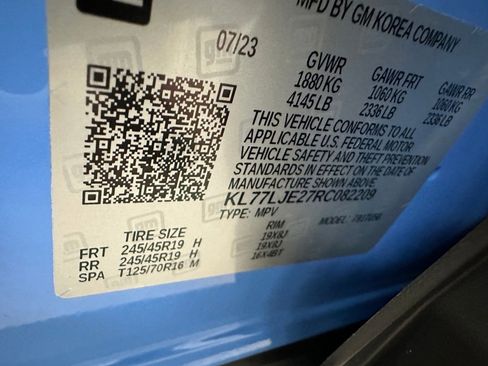 MFD BY GM KOREA COMPANY
07/23
GVWR GAWR FRT GAWR RR
1880 KG 1060 KG 1060 KG
4145 LB 2336 LB 2336 LB
THIS VEHICLE CONFORMS TO ALL
APPLICABLE U.S. FEDERAL MOTOR
VEHICLE SAFETY AND THEFT PREVENTION
STANDARDS IN EFFECT ON THE DATE OF
MANUFACTURE SHOWN ABOVE.
KL77LJE27RC082209
TYPE: MPV MODEL:
TIRE SIZE RIM
FRT 245/45R19 H 19X8J
RR 245/45R19 H 19X8J
SPA T125/70R16 M 16X4BT
gm